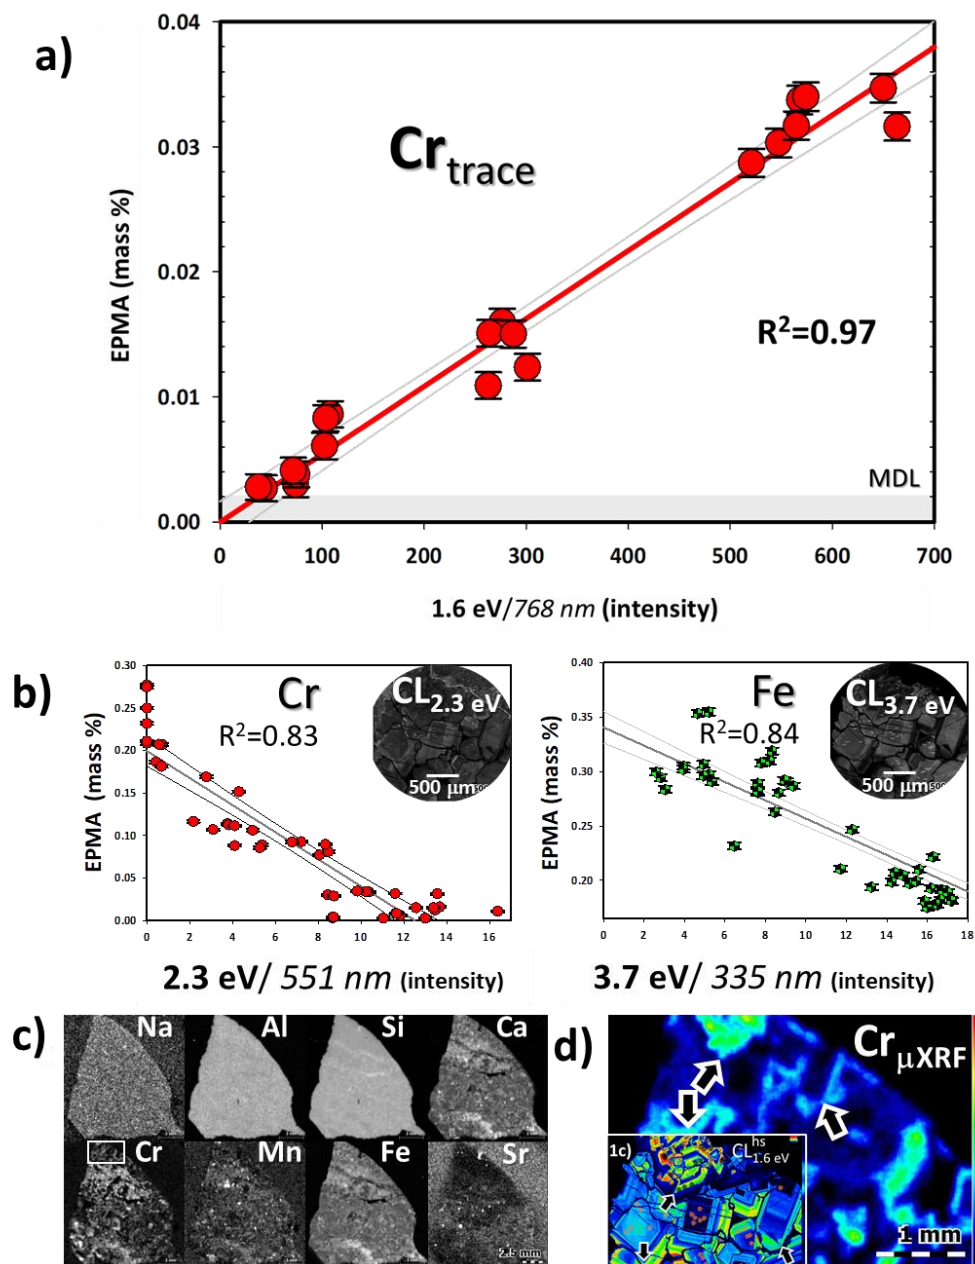 a)
0.04
0.03
0.02
0.01
0.00
EPMA (mass %)
Cr trace
R²=0.97
MDL
0 100 200 300 400 500 600 700
1.6 eV/768 nm (intensity)
b)
0.30
0.25
0.20
0.15
0.10
0.05
0.00
EPMA (mass %)
Cr
R²=0.83
CL2.3 eV
500 µm
0 2 4 6 8 10 12 14 16
2.3 eV/ 551 nm (intensity)
0.40
0.35
0.30
0.25
0.20
EPMA (mass %)
Fe
R²=0.84
CL3.7 eV
500 µm
0 2 4 6 8 10 12 14 16 18
3.7 eV/ 335 nm (intensity)
c)
Na Al Si Ca
Cr Mn Fe Sr
2.5 mm
d)
Cr µXRF
1c)
CL hs 1.6 eV
1 mm